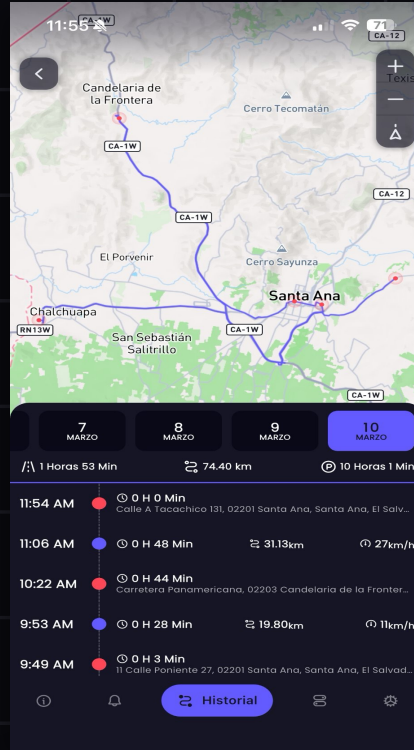 11:55
71
CA-1W
CA-12
Texis
Candelaria de
la Frontera
Cerro Tecomatán
CA-1W
CA-12
CA-1W
El Porvenir
Cerro Sayunza
Santa Ana
Chalchuapa
RN13W
CA-1W
San Sebastián
Salitrillo
CA-1W
7
MARZO
8
MARZO
9
MARZO
10
MARZO
1 Horas 53 Min 74.40 km P 10 Horas 1 Min
11:54 AM 0 H 0 Min
Calle A Tacachico 131, 02201 Santa Ana, Santa Ana, El Salv...
11:06 AM 0 H 48 Min 31.13km 27km/h
10:22 AM 0 H 44 Min
Carretera Panamericana, 02203 Candelaria de la Fronter...
9:53 AM 0 H 28 Min 19.80km 11km/h
9:49 AM 0 H 3 Min
11 Calle Poniente 27, 02201 Santa Ana, Santa Ana, El Salvad...
Historial